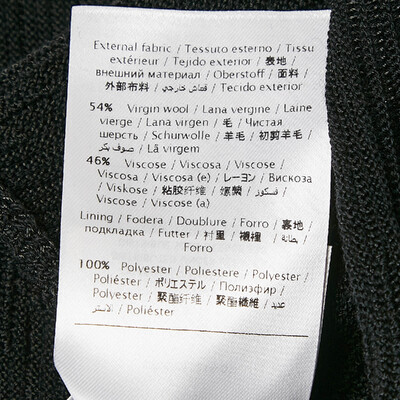 External fabric / Tessuto esterno / Tissu
extérieur / Tejido exterior / 表地 /
внешний материал / Oberstoff / 面料 /
外部布料 / قماش خارجي / Tecido exterior
54% Virgin wool / Lana vergine / Laine
vierge / Lana virgen / 毛 / Чистая
шерсть / Schurwolle / 羊毛 / 初剪羊毛 /
صوف بكر / Lã virgem
46% Viscose / Viscosa / Viscose /
Viscosa / Viscosa (e) / レーヨン / Вискоза
/ Viskose / 粘胶纤维 / 嫘縈 / فسكوز /
Viscose / Viscose (a)
Lining / Fodera / Doublure / Forro / 裏地 /
подкладка / Futter / 衬里 / 襯裡 / بطانة /
Forro
100% Polyester / Poliestere / Polyester /
Poliéster / ポリエステル / Полиэфир /
Polyester / 聚酯纤维 / 聚酯纖維 / عديد
الاستر / Poliéster